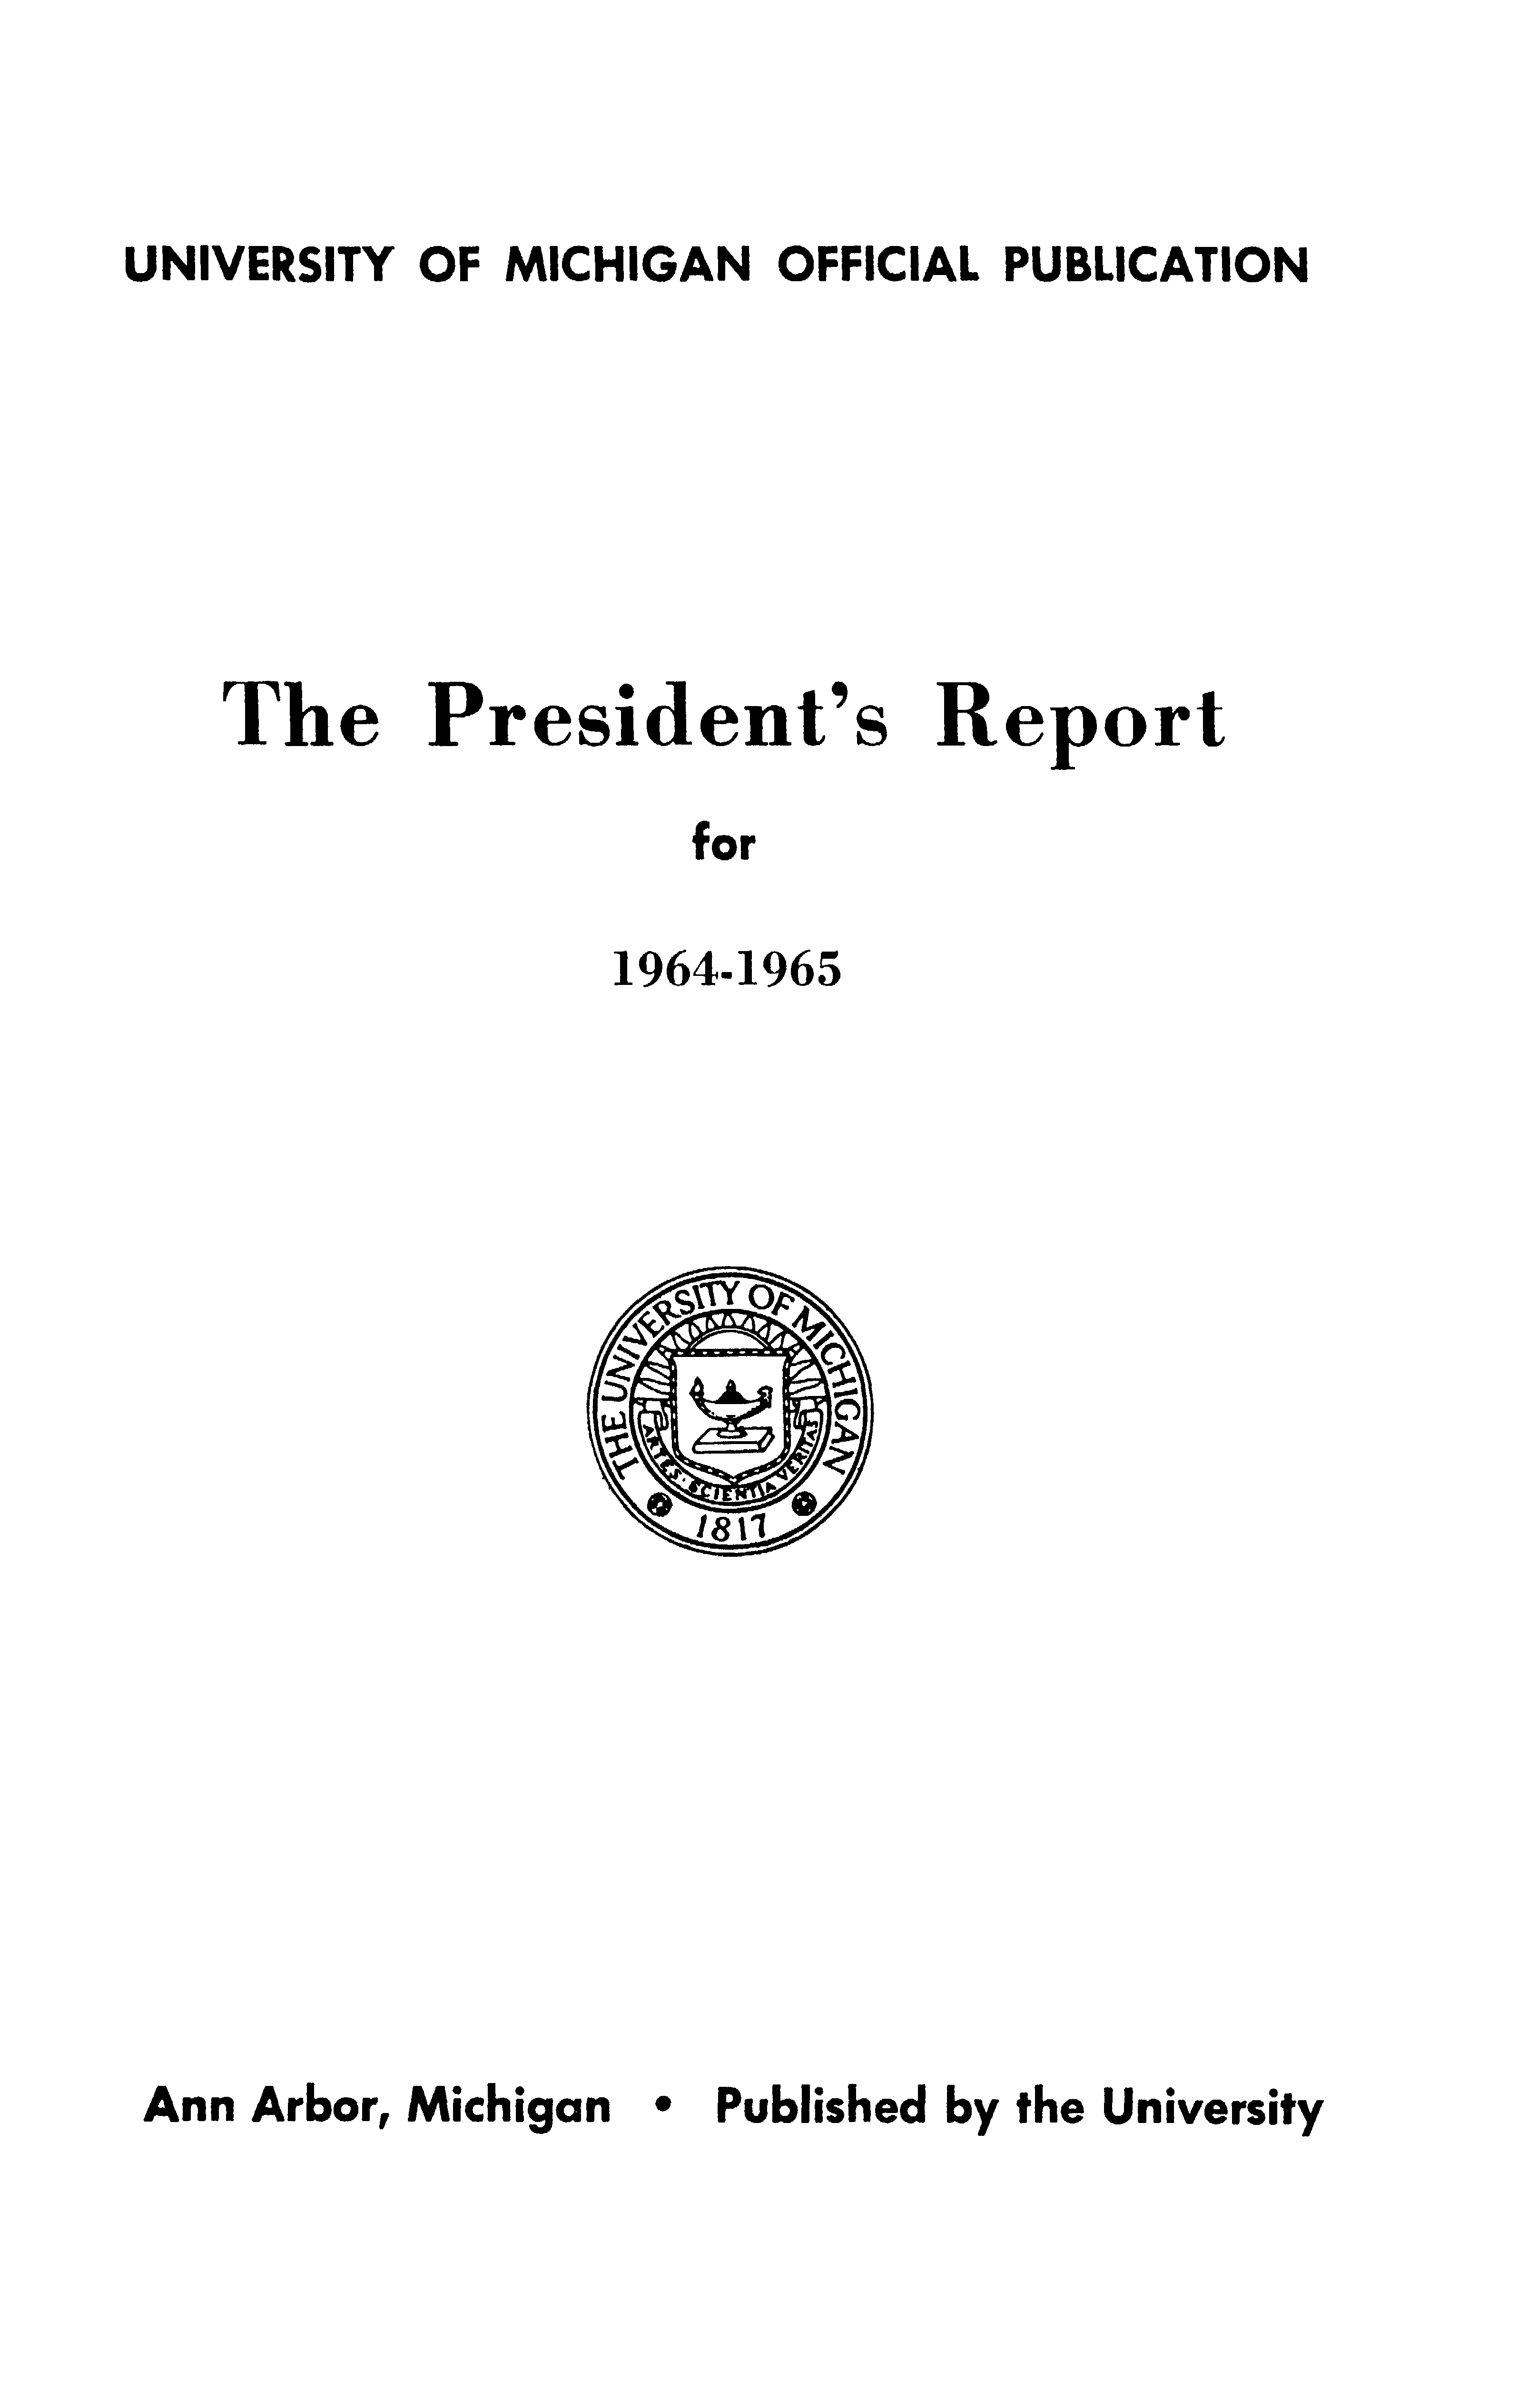 UNIVERSITY OF MICHIGAN OFFICIAL PUBLICATION
The President's Report
for
1964-1965
THE UNIVERSITY OF MICHIGAN
ARTES · SCIENTIA VERITAS
1817
Ann Arbor, Michigan • Published by the University